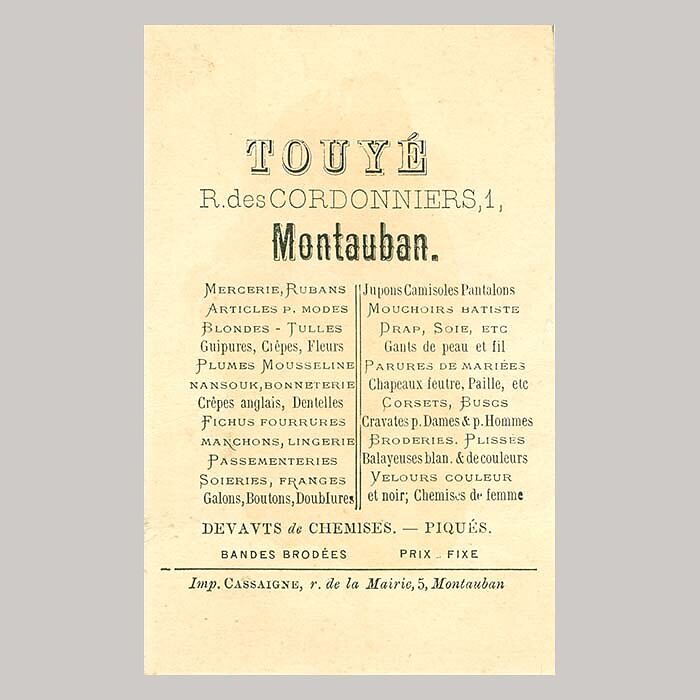 TOUYÉ
R. des CORDONNIERS, 1,
Montauban.
MERCERIE, RUBANS
ARTICLES P. MODES
BLONDES - TULLES
Guipures, Crêpes, Fleurs
PLUMES MOUSSELINE
NANSOUK, BONNETERIE
Crêpes anglais, Dentelles
FICHUS FOURRURES
MANCHONS, LINGERIE
PASSEMENTERIES
SOIERIES, FRANGES
Galons, Boutons, Doublures
Jupons Camisoles Pantalons
MOUCHOIRS BATISTE
DRAP, SOIE, ETC
Gants de peau et fil
PARURES DE MARIÉES
Chapeaux feutre, Paille, etc
CORSETS, BUSCS
Cravates p. Dames & p. Hommes
BRODERIES. PLISSÉS
Balayeuses blan. & de couleurs
VELOURS COULEUR
et noir; Chemises de femme
DEVAVTS de CHEMISES. — PIQUÉS.
BANDES BRODÉES PRIX - FIXE
Imp. CASSAIGNE, r. de la Mairie, 5, Montauban